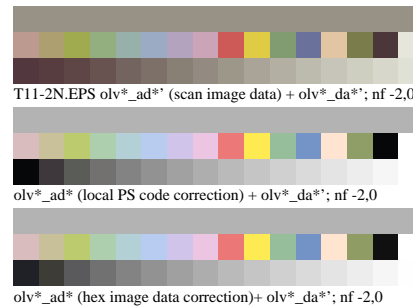 T11-2N.EPS olv*_ad*’ (scan image data) + olv*_da*’; nf -2,0
olv*_ad* (local PS code correction) + olv*_da*’; nf -2,0
olv*_ad* (hex image data correction)+ olv*_da*’; nf -2,0